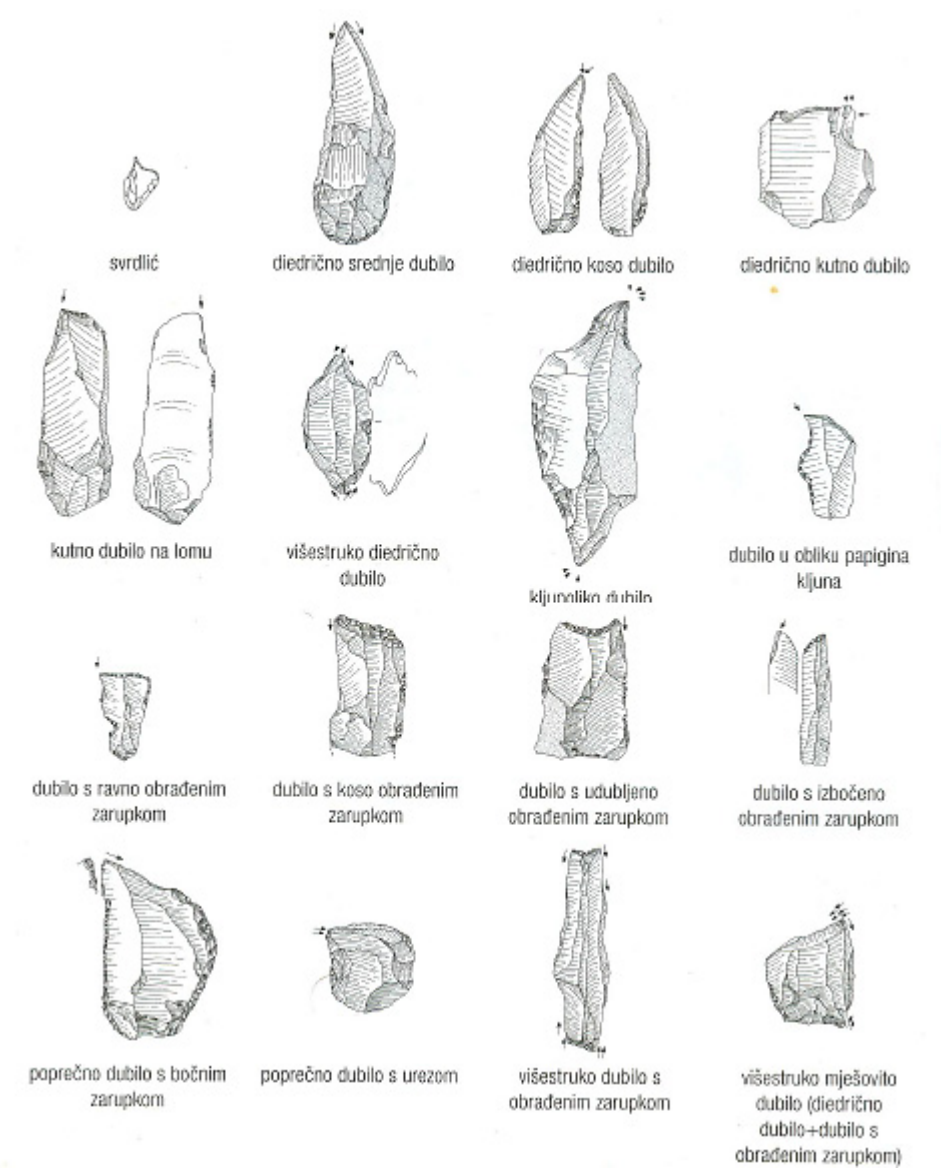 svrdlić
diedrično srednje dubilo
diedrično koso dubilo
diedrično kutno dubilo
kutno dubilo na lomu
višestruko diedrično
dubilo
kljunoliko dubilo
dubilo u obliku papigina
kljuna
dubilo s ravno obrađenim
zarupkom
dubilo s koso obrađenim
zarupkom
dubilo s udubljeno
obrađenim zarupkom
dubilo s izbočeno
obrađenim zarupkom
poprečno dubilo s bočnim
zarupkom
poprečno dubilo s urezom
višestruko dubilo s
obrađenim zarupkom
višestruko mješovito
dubilo (diedrično
dubilo+dubilo s
obrađenim zarupkom)